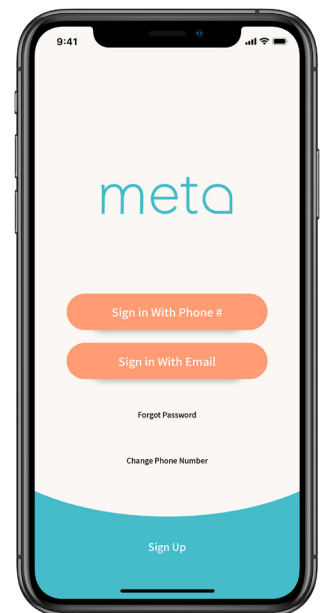 9:41
meta
Sign in With Phone #
Sign in With Email
Forgot Password
Change Phone Number
Sign Up